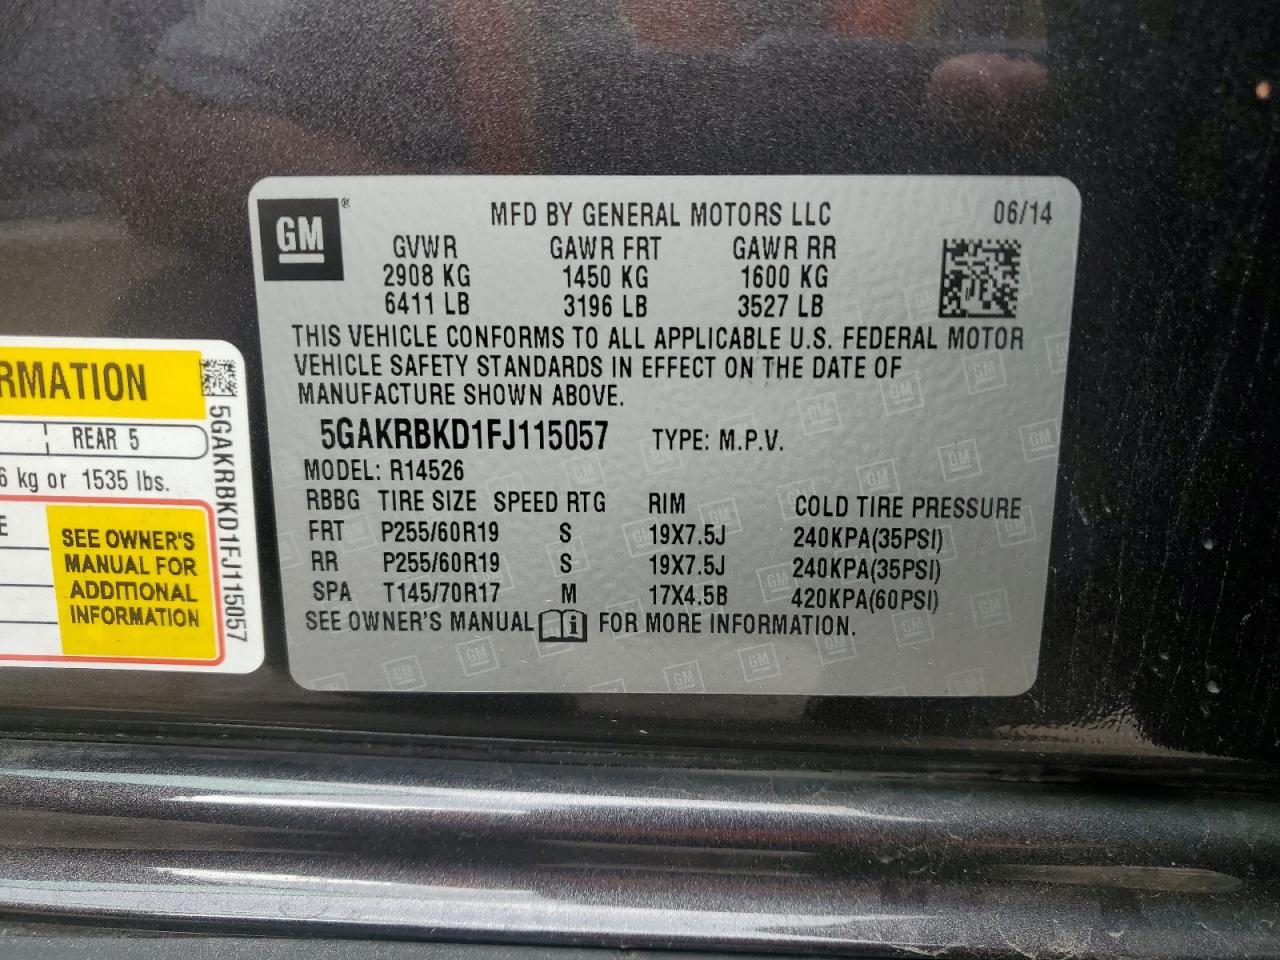 GM ®
MFD BY GENERAL MOTORS LLC 06/14
GVWR GAWR FRT GAWR RR
2908 KG 1450 KG 1600 KG
6411 LB 3196 LB 3527 LB
THIS VEHICLE CONFORMS TO ALL APPLICABLE U.S. FEDERAL MOTOR
VEHICLE SAFETY STANDARDS IN EFFECT ON THE DATE OF
MANUFACTURE SHOWN ABOVE.
5GAKRBKD1FJ115057 TYPE: M.P.V.
MODEL: R14526
RBBG TIRE SIZE SPEED RTG RIM COLD TIRE PRESSURE
FRT P255/60R19 S 19X7.5J 240KPA(35PSI)
RR P255/60R19 S 19X7.5J 240KPA(35PSI)
SPA T145/70R17 M 17X4.5B 420KPA(60PSI)
SEE OWNER'S MANUAL i FOR MORE INFORMATION.
RMATION
REAR 5
6 kg or 1535 lbs.
E
SEE OWNER'S
MANUAL FOR
ADDITIONAL
INFORMATION
5GAKRBKD1FJ115057